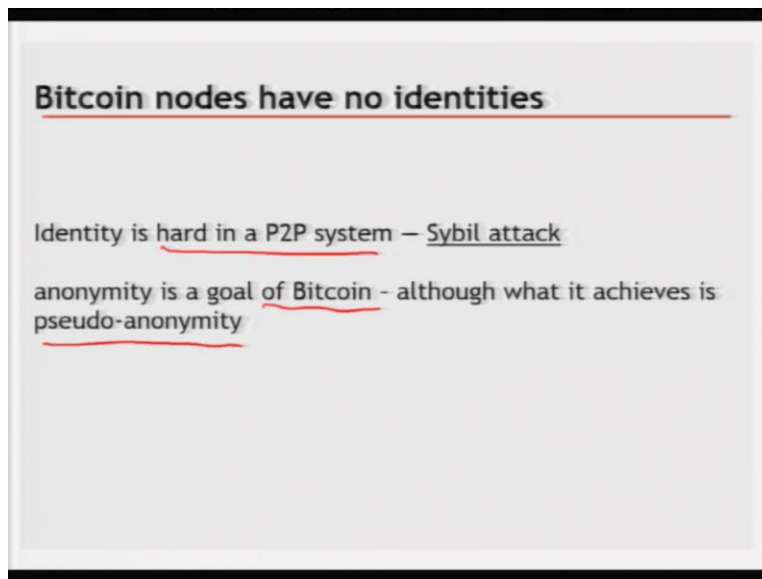 Bitcoin nodes have no identities
Identity is hard in a P2P system – Sybil attack
anonymity is a goal of Bitcoin - although what it achieves is
pseudo-anonymity